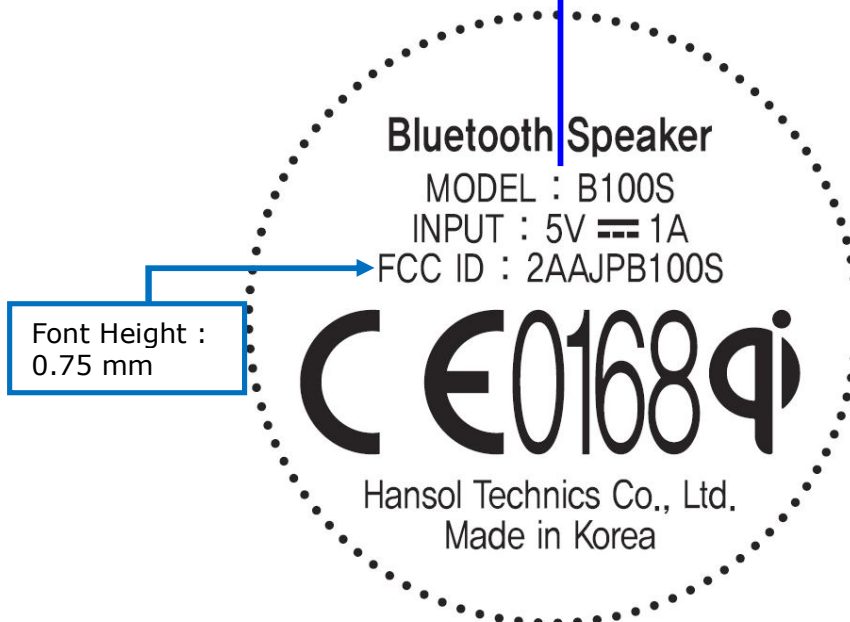 Bluetooth Speaker
MODEL : B100S
INPUT : 5V ⎓ 1A
FCC ID : 2AAJPB100S
Font Height :
0.75 mm
CE0168 qi
Hansol Technics Co., Ltd.
Made in Korea